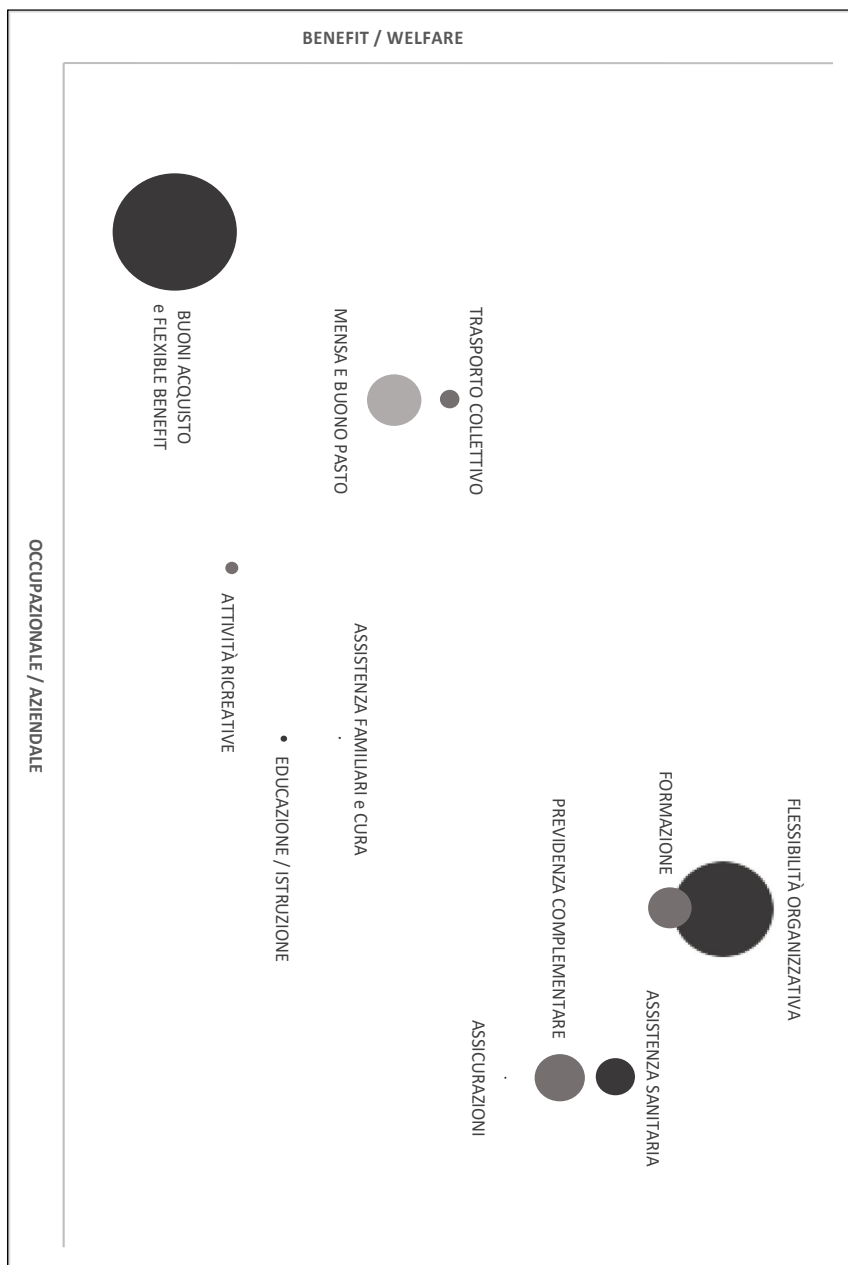 BENEFIT / WELFARE
FLESSIBILITÀ ORGANIZZATIVA
FORMAZIONE
ASSISTENZA SANITARIA
PREVIDENZA COMPLEMENTARE
TRASPORTO COLLETTIVO
ASSICURAZIONI
MENSA E BUONO PASTO
ASSISTENZA FAMILIARI e CURA
EDUCAZIONE / ISTRUZIONE
ATTIVITÀ RICREATIVE
BUONI ACQUISTO
e FLEXIBLE BENEFIT
OCCUPAZIONALE / AZIENDALE